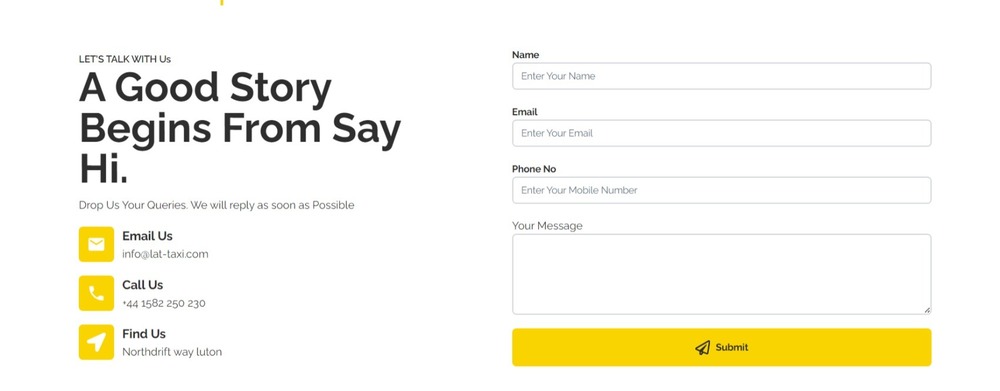 LET'S TALK WITH Us
A Good Story
Begins From Say
Hi.
Drop Us Your Queries. We will reply as soon as Possible
Email Us
info@lat-taxi.com
Call Us
+44 1582 250 230
Find Us
Northdrift way luton
Name
Enter Your Name
Email
Enter Your Email
Phone No
Enter Your Mobile Number
Your Message
Submit